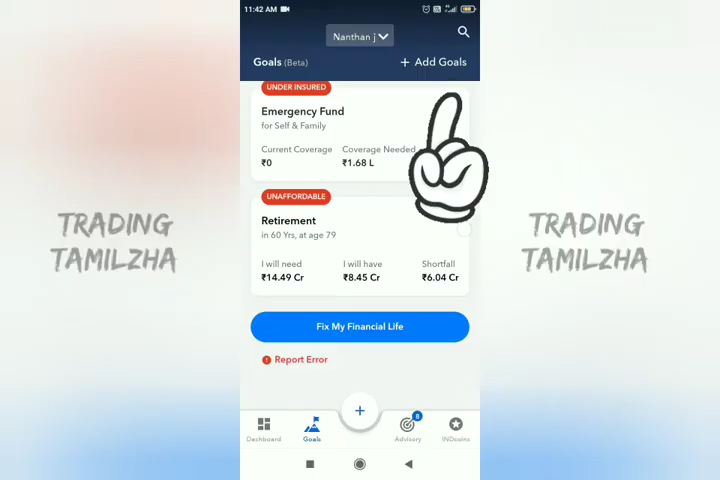 11:42 AM
Nanthan j
Goals (Beta)
+ Add Goals
UNDER INSURED
Emergency Fund
for Self & Family
Current Coverage
Coverage Needed
₹0
₹1.68 L
UNAFFORDABLE
Retirement
in 60 Yrs, at age 79
I will need
I will have
Shortfall
₹14.49 Cr
₹8.45 Cr
₹6.04 Cr
Fix My Financial Life
Report Error
8
Dashboard
Goals
Advisory
INDcoins
TRADING
TAMILZHA
TRADING
TAMILZHA